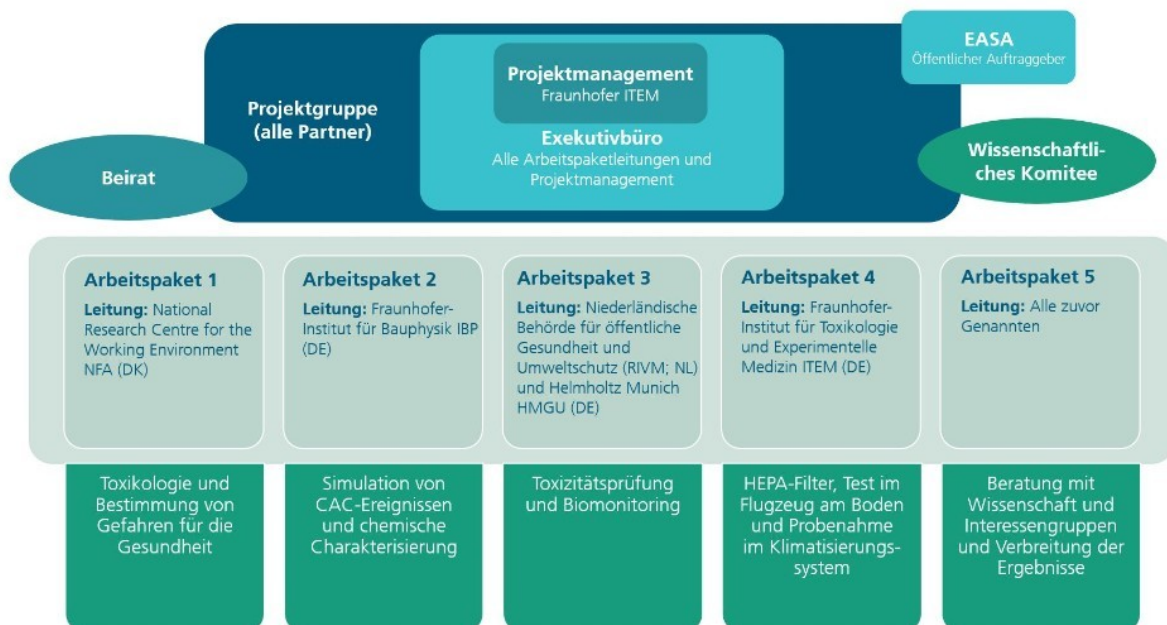 EASA
Öffentlicher Auftraggeber
Projektmanagement
Fraunhofer ITEM
Projektgruppe
(alle Partner)
Exekutivbüro
Alle Arbeitspaketleitungen und
Projektmanagement
Beirat
Wissenschaftli-
ches Komitee
Arbeitspaket 1
Leitung: National
Research Centre for the
Working Environment
NFA (DK)
Arbeitspaket 2
Leitung: Fraunhofer-
Institut für Bauphysik IBP
(DE)
Arbeitspaket 3
Leitung: Niederländische
Behörde für öffentliche
Gesundheit und
Umweltschutz (RIVM; NL)
und Helmholtz Munich
HMGU (DE)
Arbeitspaket 4
Leitung: Fraunhofer-
Institut für Toxikologie
und Experimentelle
Medizin ITEM (DE)
Arbeitspaket 5
Leitung: Alle zuvor
Genannten
Toxikologie und
Bestimmung von
Gefahren für die
Gesundheit
Simulation von
CAC-Ereignissen
und chemische
Charakterisierung
Toxizitätsprüfung
und Biomonitoring
HEPA-Filter, Test im
Flugzeug am Boden
und Probenahme
im Klimatisierungs-
system
Beratung mit
Wissenschaft und
Interessengruppen
und Verbreitung der
Ergebnisse